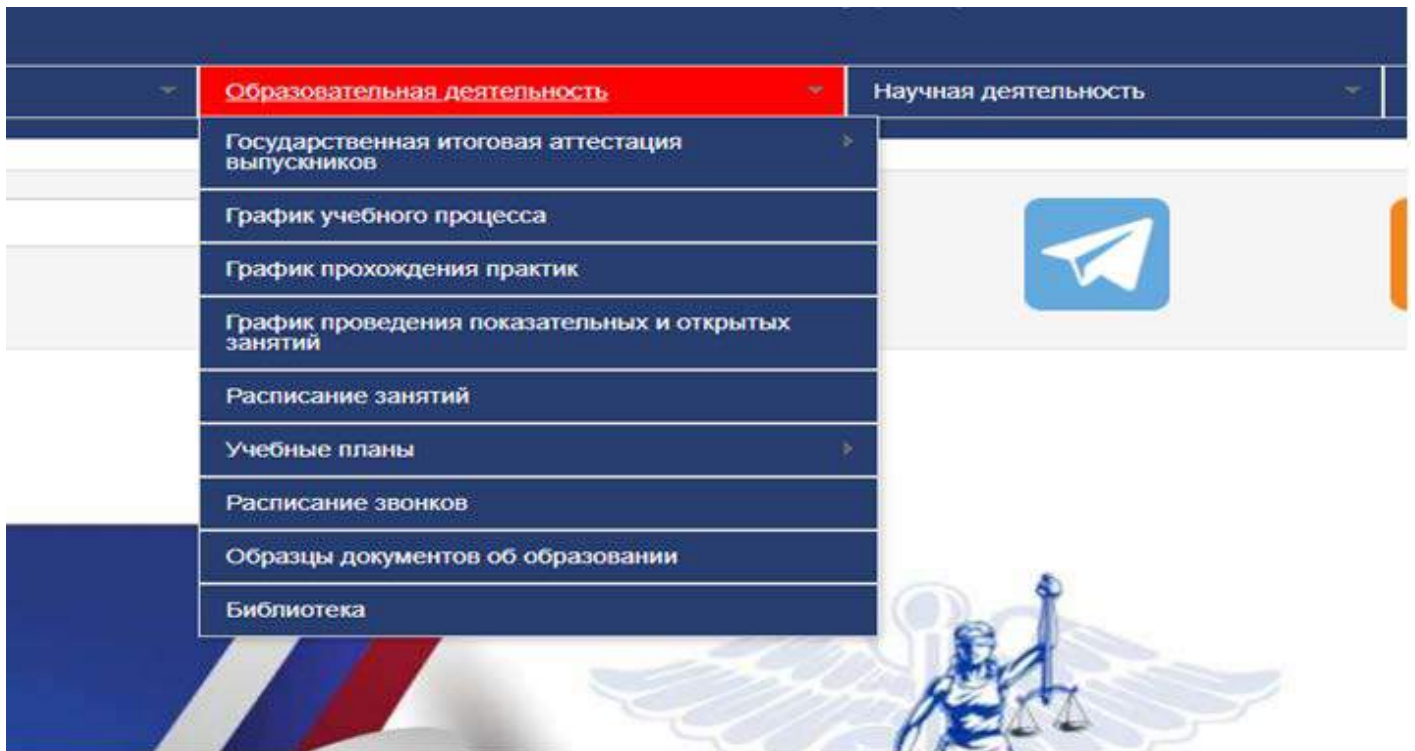 Образовательная деятельность
Научная деятельность
Государственная итоговая аттестация
выпускников
График учебного процесса
График прохождения практик
График проведения показательных и открытых
занятий
Расписание занятий
Учебные планы
Расписание звонков
Образцы документов об образовании
Библиотека